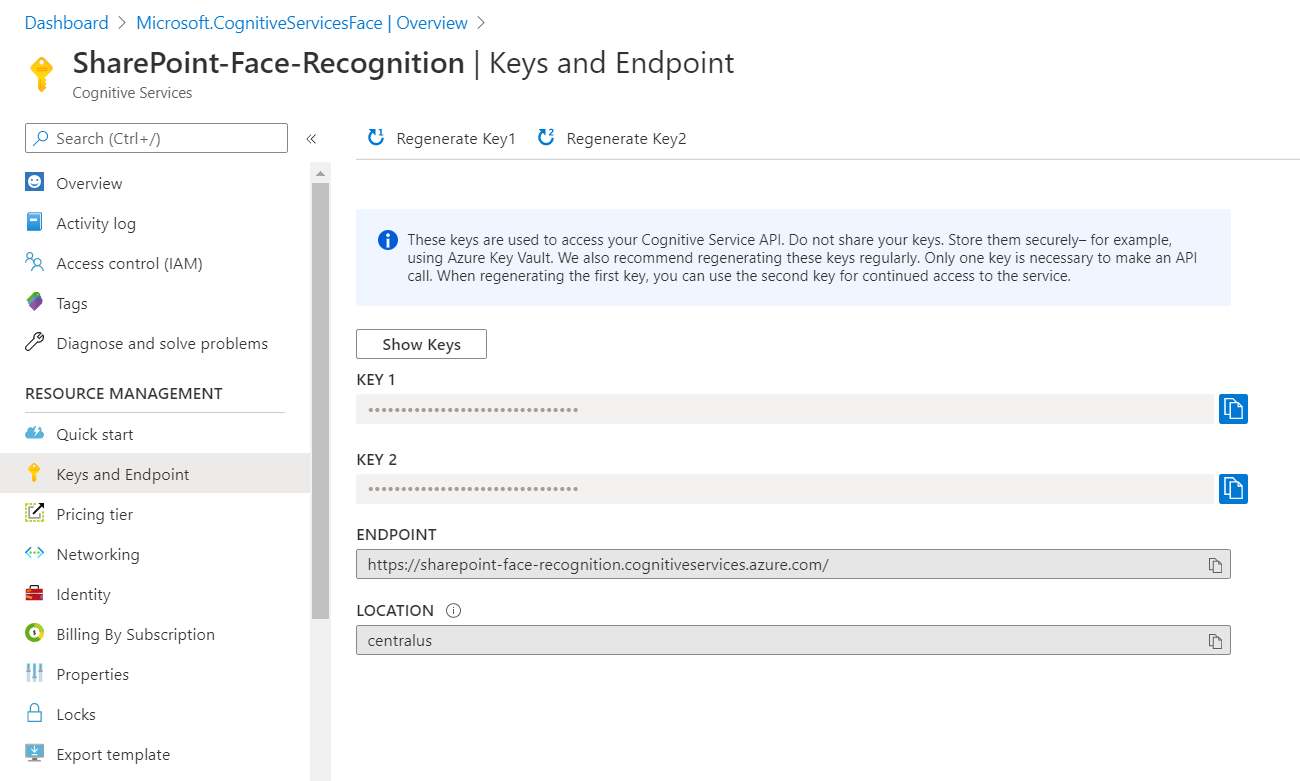 Dashboard > Microsoft.CognitiveServicesFace | Overview >
SharePoint-Face-Recognition | Keys and Endpoint
Cognitive Services
Search (Ctrl+/)
«
Overview
Activity log
Access control (IAM)
Tags
Diagnose and solve problems
RESOURCE MANAGEMENT
Quick start
Keys and Endpoint
Pricing tier
Networking
Identity
Billing By Subscription
Properties
Locks
Export template
1 Regenerate Key1 2 Regenerate Key2
These keys are used to access your Cognitive Service API. Do not share your keys. Store them securely– for example,
using Azure Key Vault. We also recommend regenerating these keys regularly. Only one key is necessary to make an API
call. When regenerating the first key, you can use the second key for continued access to the service.
Show Keys
KEY 1
••••••••••••••••••••••••••••••••
KEY 2
••••••••••••••••••••••••••••••••
ENDPOINT
https://sharepoint-face-recognition.cognitiveservices.azure.com/
LOCATION
centralus